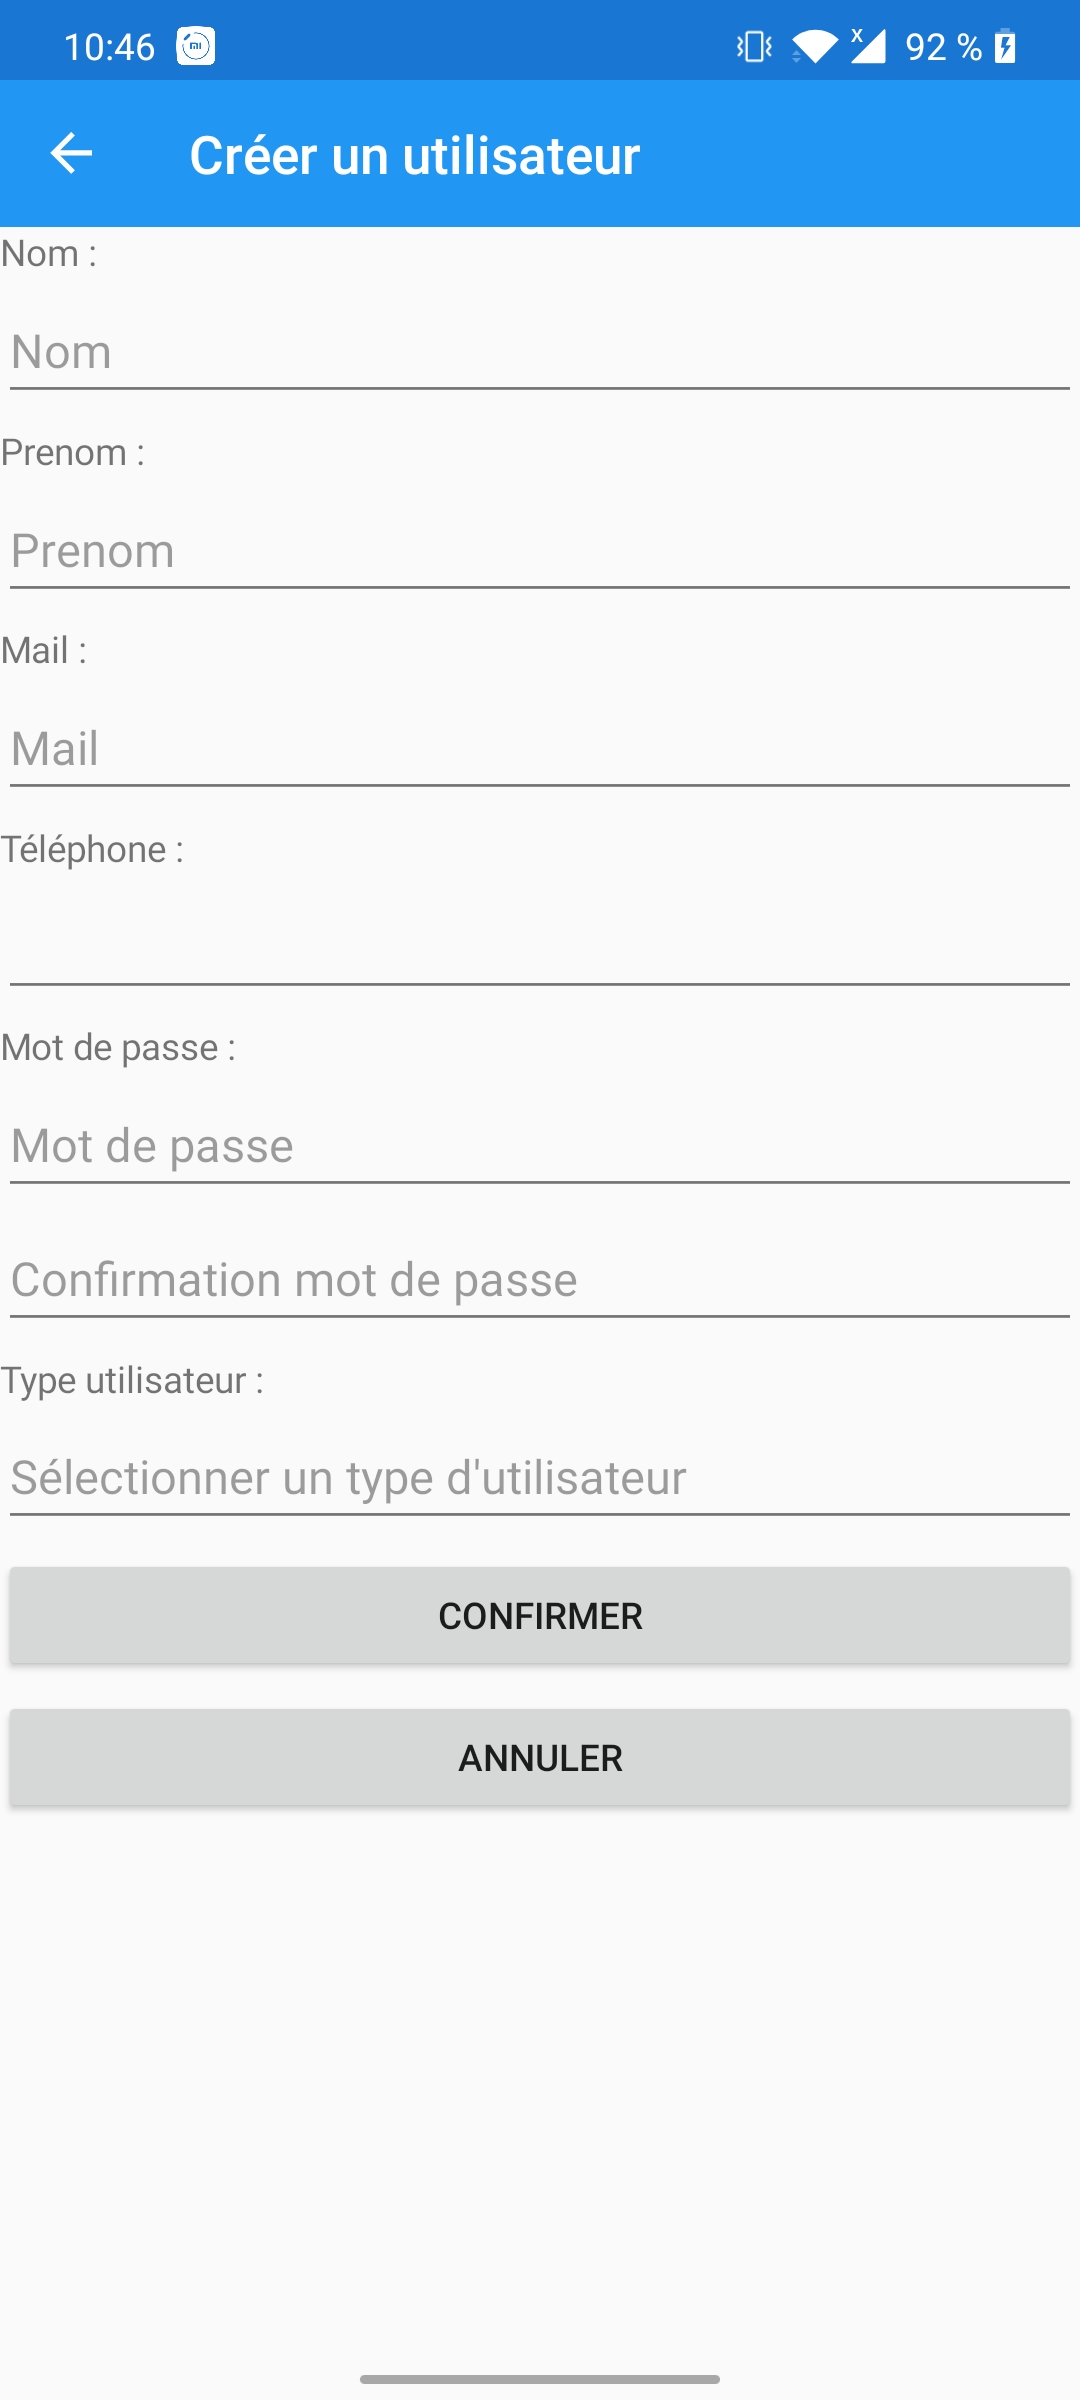 10:46 92 %
Créer un utilisateur
Nom :
Nom
Prenom :
Prenom
Mail :
Mail
Téléphone :
Mot de passe :
Mot de passe
Confirmation mot de passe
Type utilisateur :
Sélectionner un type d'utilisateur
CONFIRMER
ANNULER